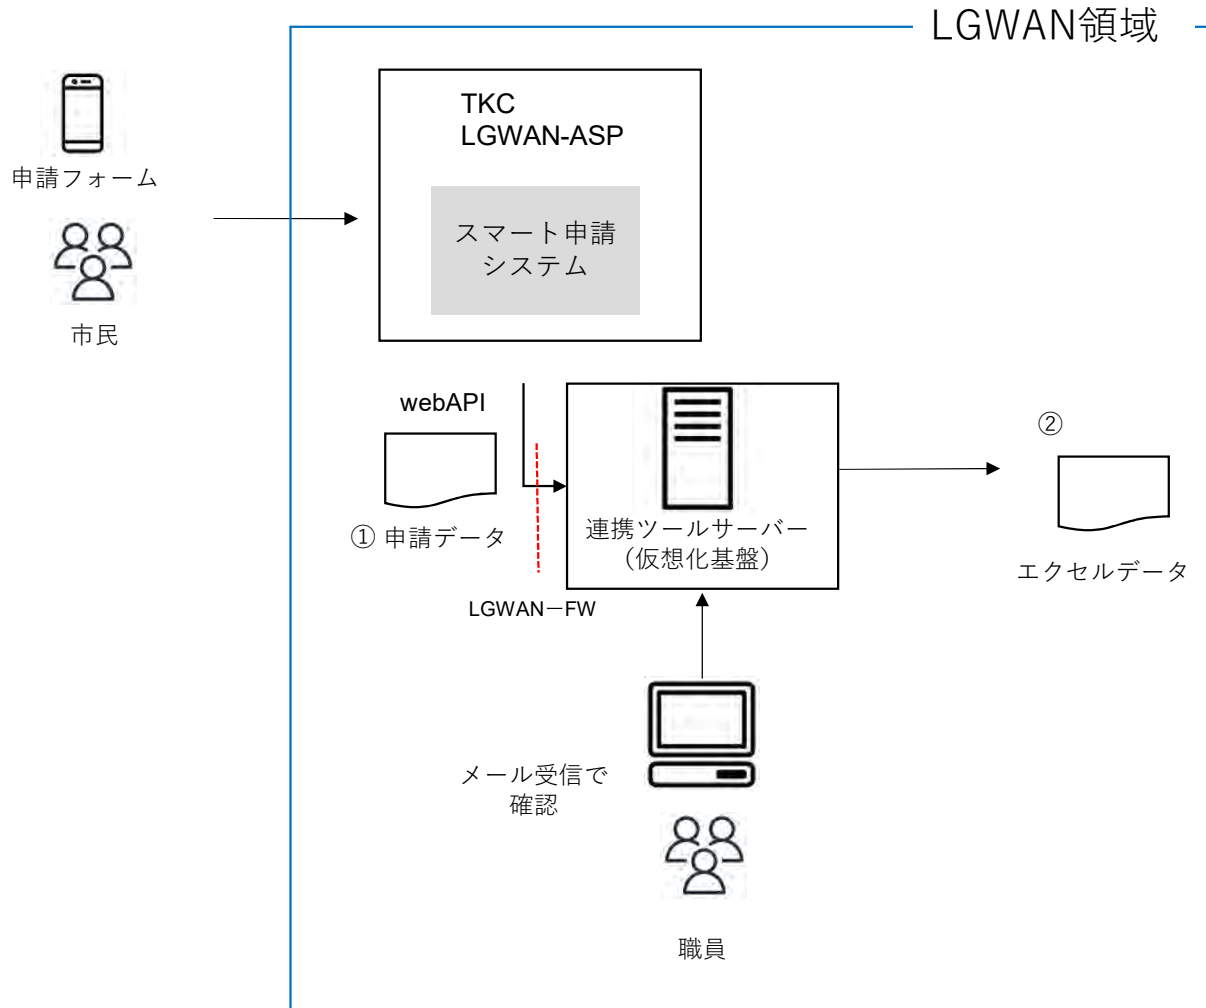 LGWAN領域
申請フォーム
市民
TKC
LGWAN-ASP
スマート申請
システム
webAPI
① 申請データ
LGWAN－FW
連携ツールサーバー
（仮想化基盤）
②
エクセルデータ
メール受信で
確認
職員